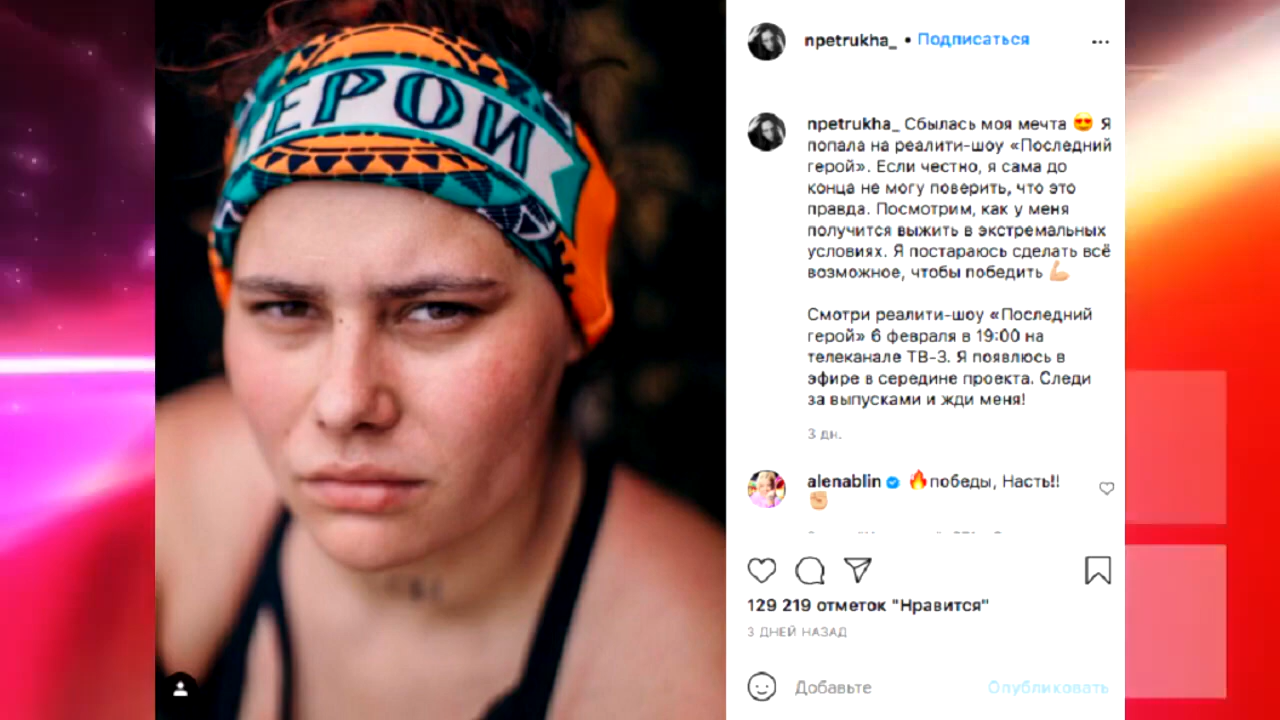 ГЕРОЙ
npetrukha_ • Подписаться
npetrukha_ Сбылась моя мечта 😍 Я
попала на реалити-шоу «Последний
герой». Если честно, я сама до
конца не могу поверить, что это
правда. Посмотрим, как у меня
получится выжить в экстремальных
условиях. Я постараюсь сделать всё
возможное, чтобы победить 💪🏻
Смотри реалити-шоу «Последний
герой» 6 февраля в 19:00 на
телеканале ТВ-3. Я появлюсь в
эфире в середине проекта. Следи
за выпусками и жди меня!
3 дн.
alenablin 🔥победы, Насть!!
✊🏼
129 219 отметок "Нравится"
3 ДНЕЙ НАЗАД
Добавьте
Опубликовать